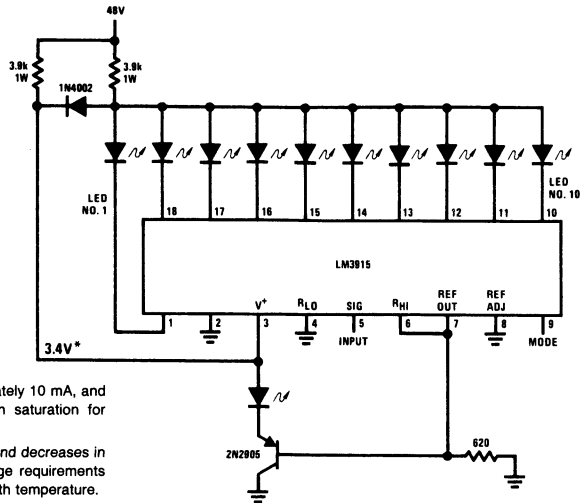 48V
3.9k
1W
1N4002
3.9k
1W
LED
NO. 1
LED
NO. 10
18
17
16
15
14
13
12
11
10
LM3915
V+
RLO
SIG
RHI
REF
OUT
REF
ADJ
1
2
3
4
5
6
7
8
9
INPUT
MODE
3.4V*
2N2905
620
ately 10 mA, and
n saturation for
nd decreases in
ge requirements
th temperature.